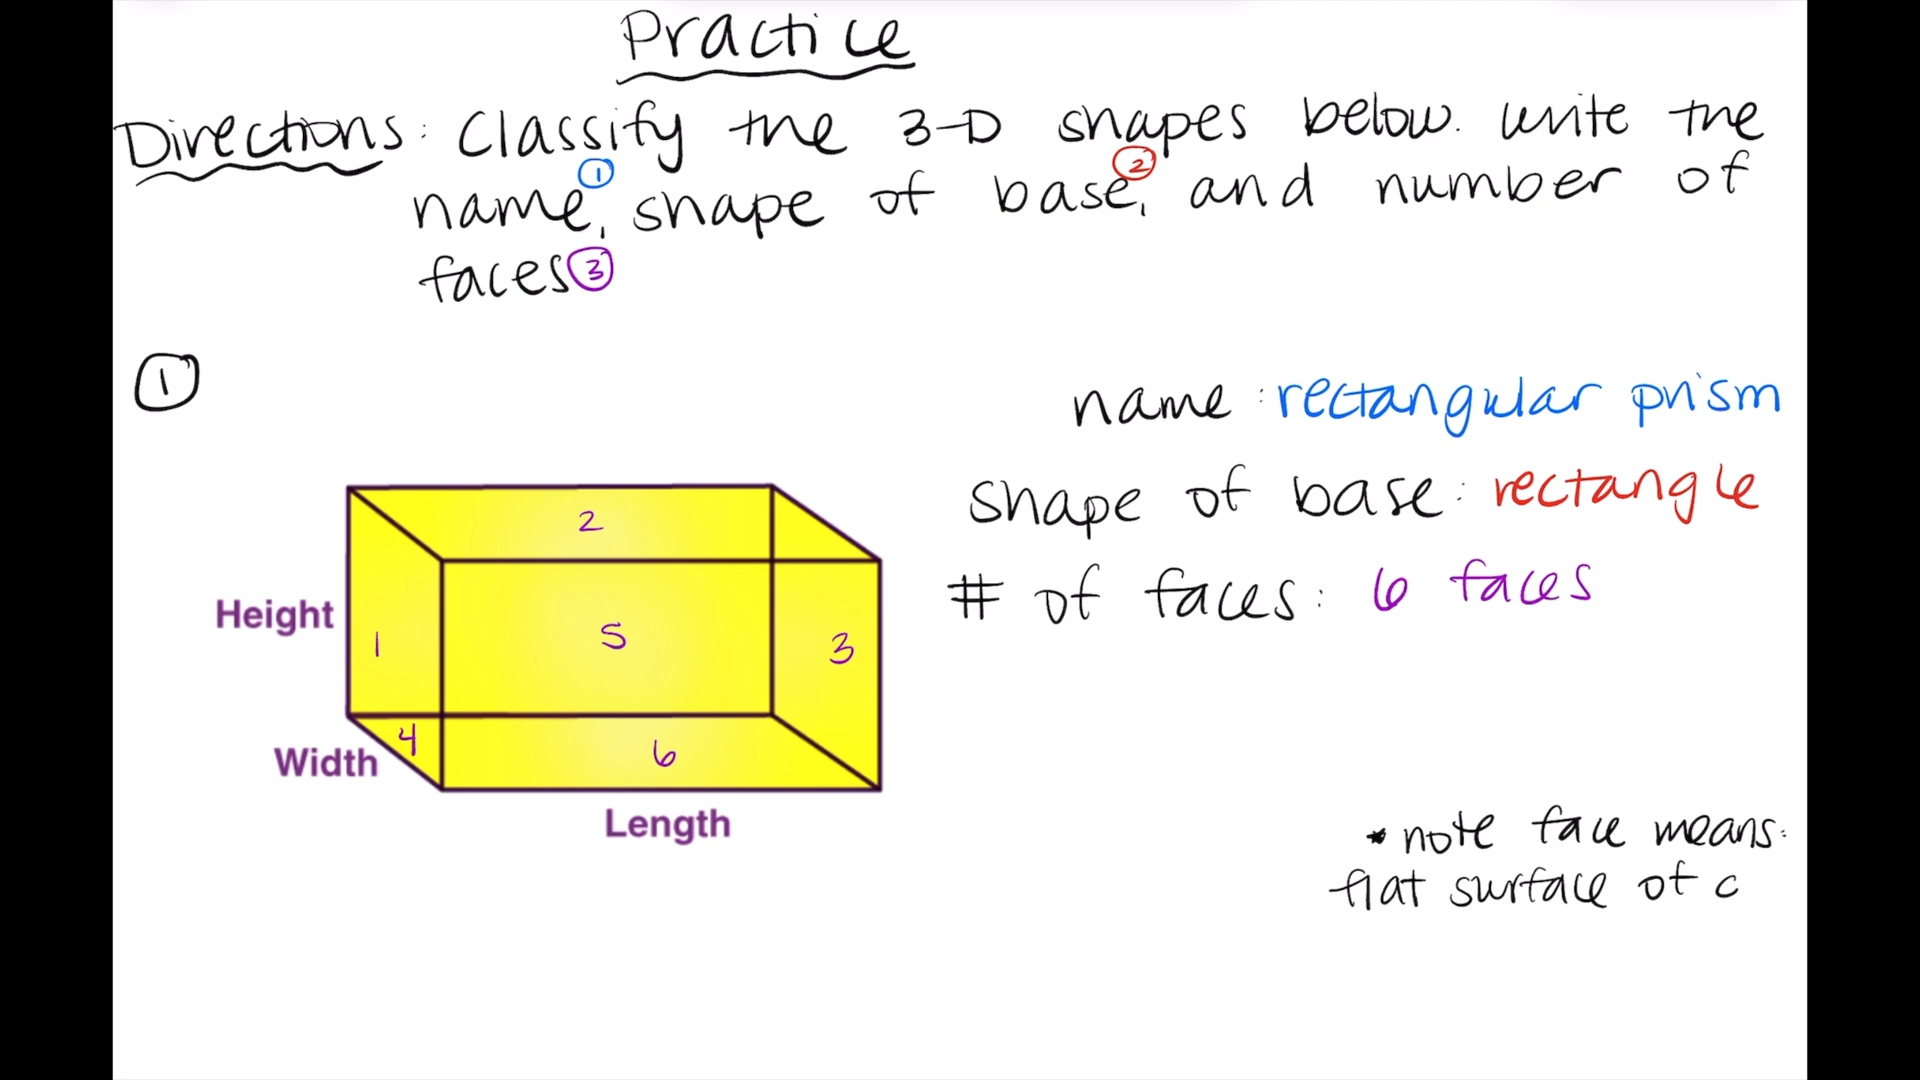 Practice
Directions: Classify the 3-D shapes below. Write the
name, ① shape of base, ② and number of
faces ③
①
name: rectangular prism
shape of base: rectangle
# of faces: 6 faces
2
Height
1
5
3
4
6
Width
Length
* note face means:
flat surface of c